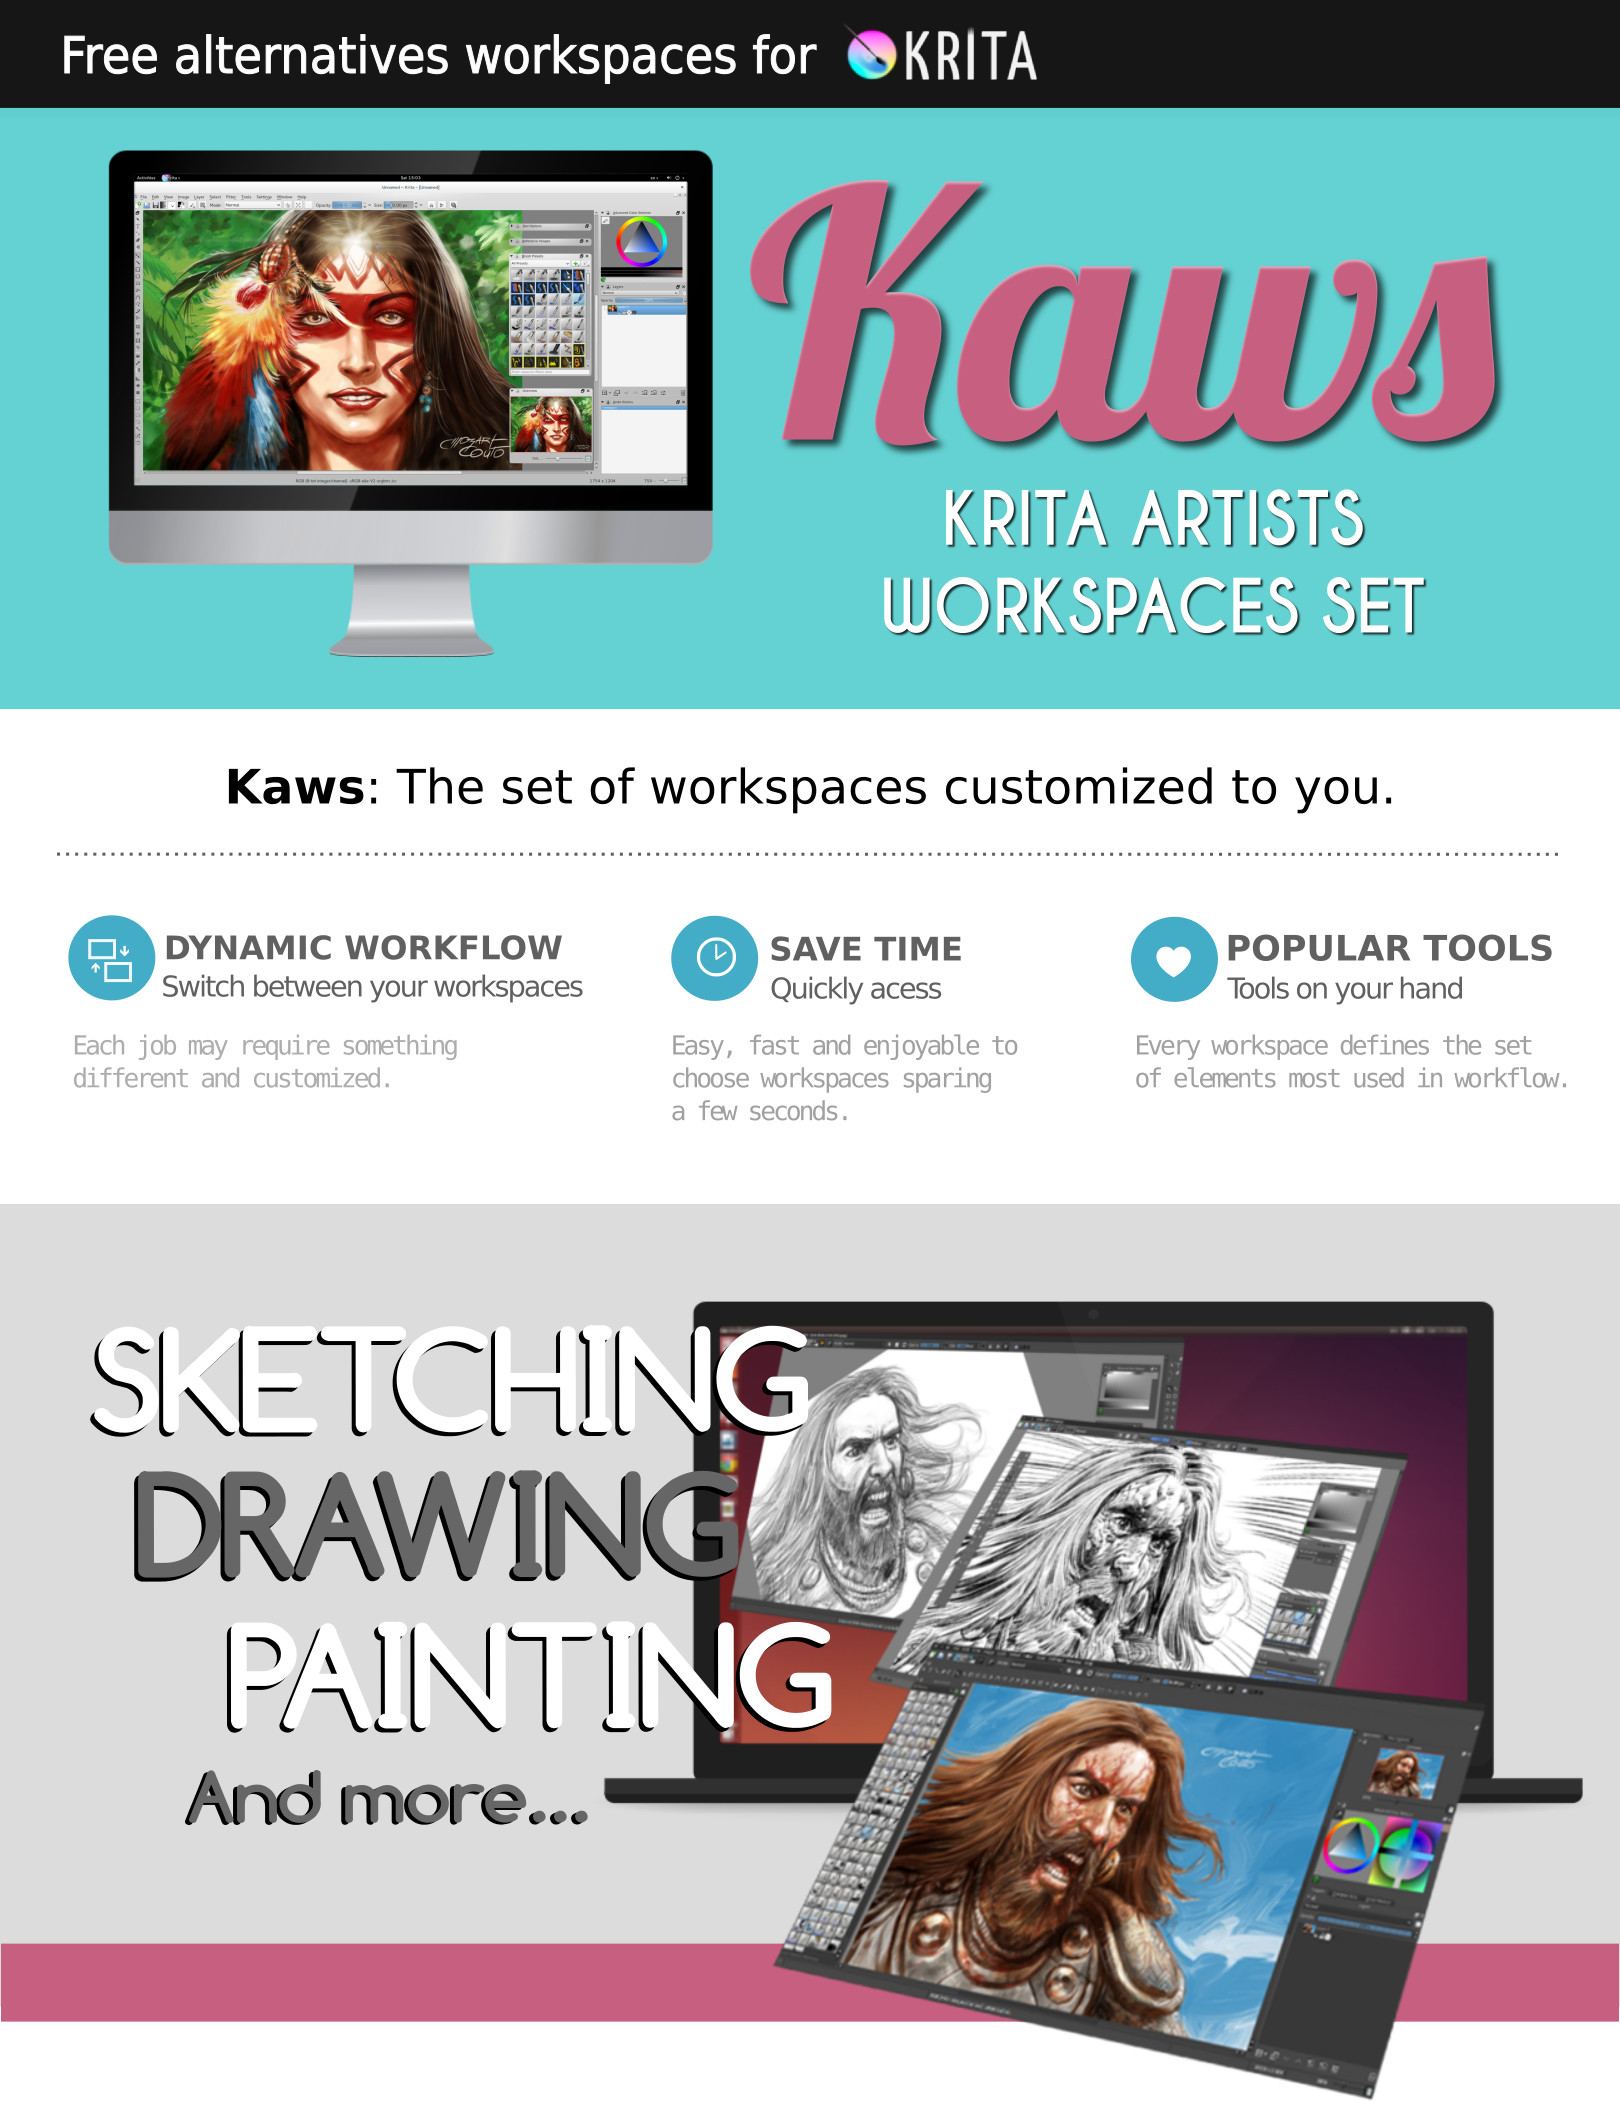 Free alternatives workspaces for KRITA
Kaws
KRITA ARTISTS
WORKSPACES SET
Kaws: The set of workspaces customized to you.
DYNAMIC WORKFLOW
Switch between your workspaces
Each job may require something
different and customized.
SAVE TIME
Quickly acess
Easy, fast and enjoyable to
choose workspaces sparing
a few seconds.
POPULAR TOOLS
Tools on your hand
Every workspace defines the set
of elements most used in workflow.
SKETCHING
DRAWING
PAINTING
And more...